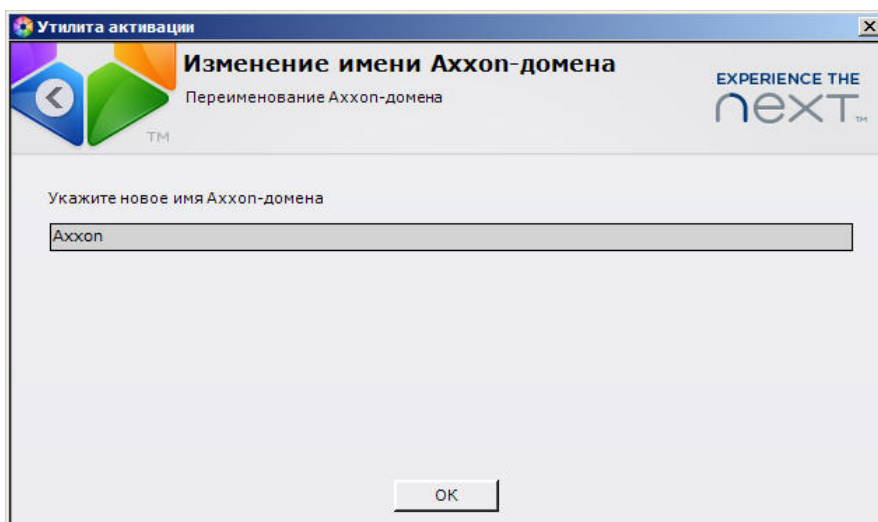 Утилита активации
Изменение имени Axxon-домена
Переименование Axxon-домена
EXPERIENCE THE
next
TM
TM
Укажите новое имя Axxon-домена
Axxon
OK